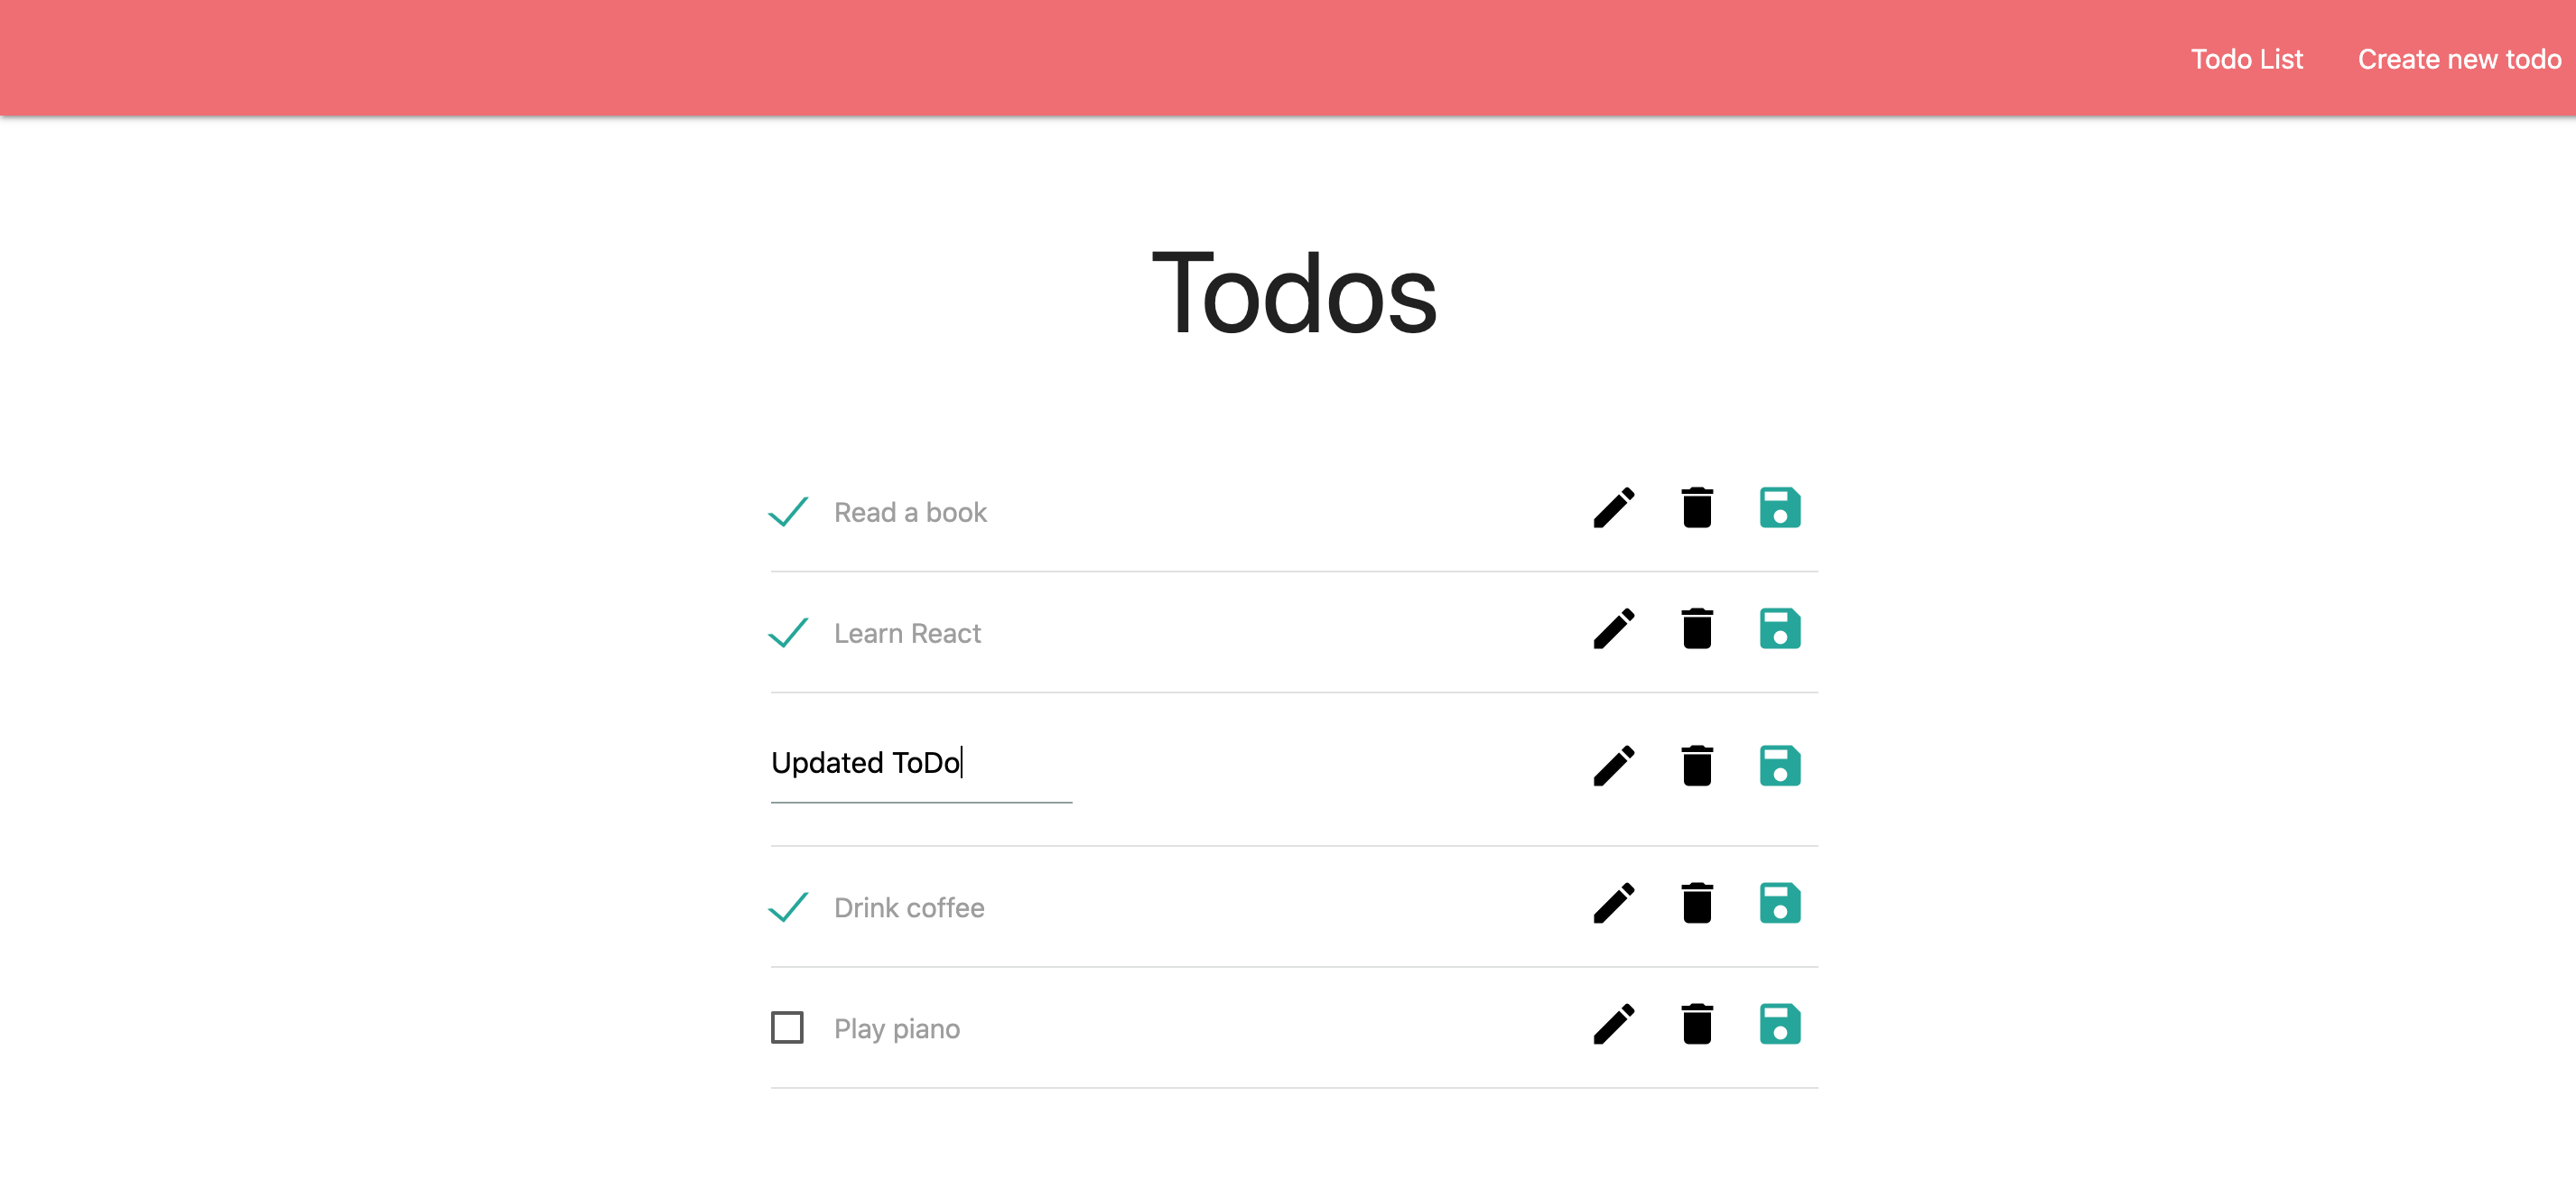 Todo List
Create new todo
Todos
Read a book
Learn React
Updated ToDo
Drink coffee
Play piano